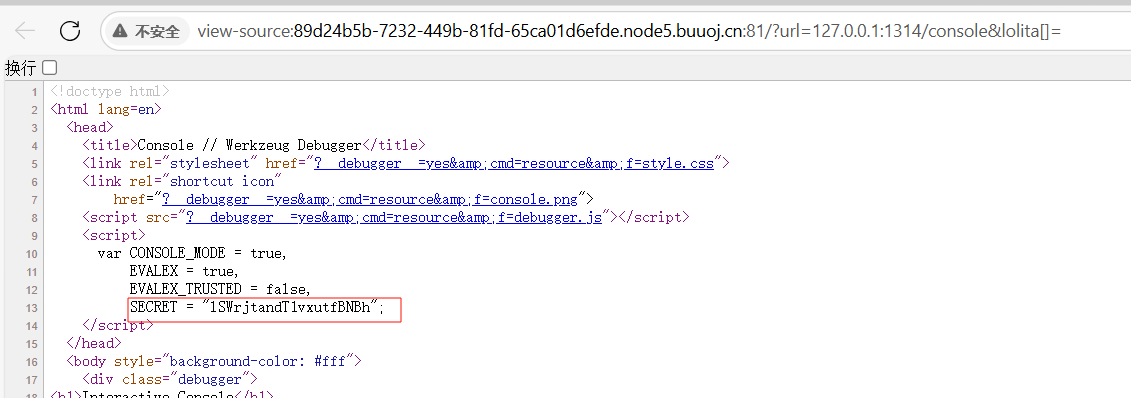 不安全 view-source:89d24b5b-7232-449b-81fd-65ca01d6efde.node5.buuoj.cn:81/?url=127.0.0.1:1314/console&lolita[]=
换行
1 <!doctype html>
2 <html lang=en>
3 <head>
4 <title>Console // Werkzeug Debugger</title>
5 <link rel="stylesheet" href="?__debugger__=yes&amp;cmd=resource&amp;f=style.css">
6 <link rel="shortcut icon"
7 href="?__debugger__=yes&amp;cmd=resource&amp;f=console.png">
8 <script src="?__debugger__=yes&amp;cmd=resource&amp;f=debugger.js"></script>
9 <script>
10 var CONSOLE_MODE = true,
11 EVALEX = true,
12 EVALEX_TRUSTED = false,
13 SECRET = "lSWrjtandTlvxutfBNBh";
14 </script>
15 </head>
16 <body style="background-color: #fff">
17 <div class="debugger">
18 <h1>Interactive Console</h1>